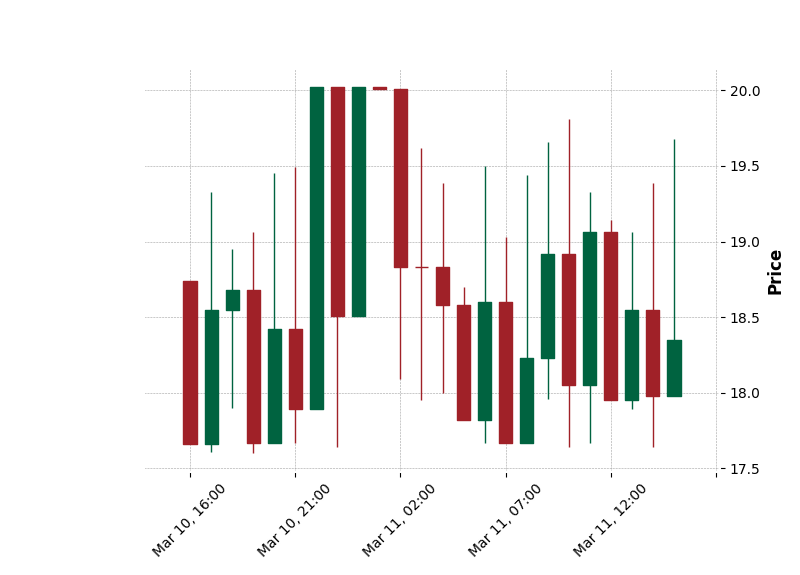 20.0
19.5
19.0
18.5
18.0
17.5
Price
Mar 10, 16:00
Mar 10, 21:00
Mar 11, 02:00
Mar 11, 07:00
Mar 11, 12:00